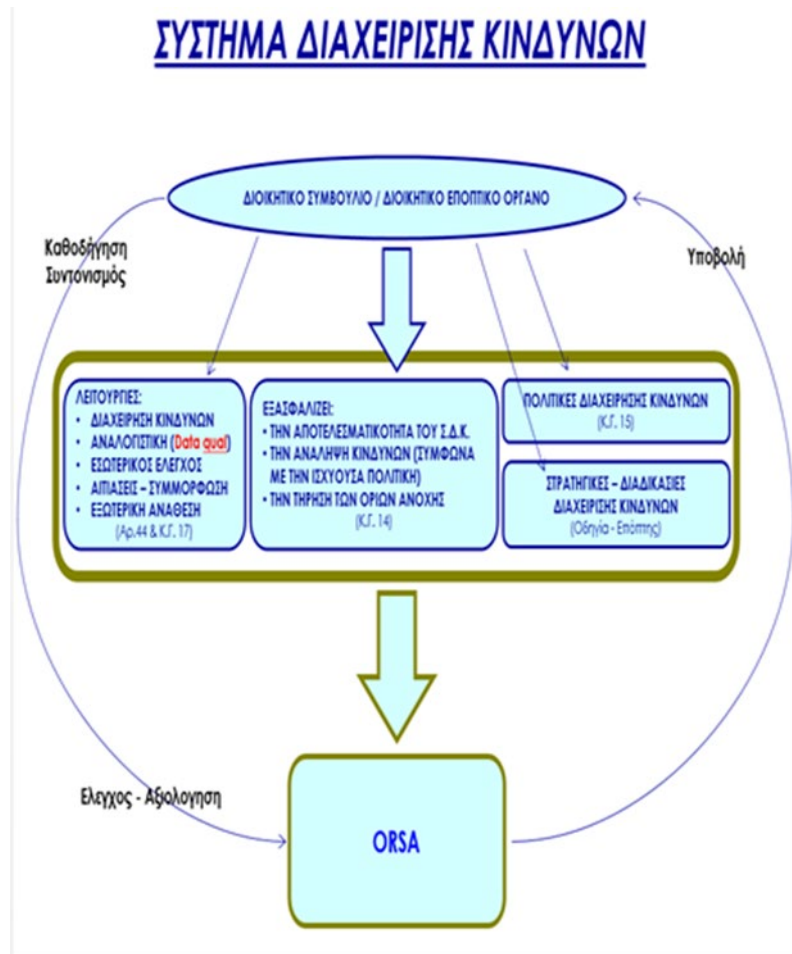 ΣΥΣΤΗΜΑ ΔΙΑΧΕΙΡΙΣΗΣ ΚΙΝΔΥΝΩΝ
ΔΙΟΙΚΗΤΙΚΟ ΣΥΜΒΟΥΛΙΟ / ΔΙΟΙΚΗΤΙΚΟ ΕΠΟΠΤΙΚΟ ΟΡΓΑΝΟ
Καθοδήγηση
Συντονισμός
Υποβολή
ΛΕΙΤΟΥΡΓΙΕΣ:
• ΔΙΑΧΕΙΡΗΣΗ ΚΙΝΔΥΝΩΝ
• ΑΝΑΛΟΓΙΣΤΙΚΗ (Data qual)
• ΕΣΩΤΕΡΙΚΟΣ ΕΛΕΓΧΟΣ
• ΑΙΤΙΑΣΕΙΣ – ΣΥΜΜΟΡΦΩΣΗ
• ΕΞΩΤΕΡΙΚΗ ΑΝΑΘΕΣΗ
(Αρ.44 & Κ.Γ. 17)
ΕΞΑΣΦΑΛΙΖΕΙ:
• ΤΗΝ ΑΠΟΤΕΛΕΣΜΑΤΙΚΟΤΗΤΑ ΤΟΥ Σ.Δ.Κ.
• ΤΗΝ ΑΝΑΛΗΨΗ ΚΙΝΔΥΝΩΝ (ΣΥΜΦΩΝΑ
ΜΕ ΤΗΝ ΙΣΧΥΟΥΣΑ ΠΟΛΙΤΙΚΗ)
• ΤΗΝ ΤΗΡΗΣΗ ΤΩΝ ΟΡΙΩΝ ΑΝΟΧΗΣ
(Κ.Γ. 14)
ΠΟΛΙΤΙΚΕΣ ΔΙΑΧΕΙΡΗΣΗΣ ΚΙΝΔΥΝΩΝ
(Κ.Γ. 15)
ΣΤΡΑΤΗΓΙΚΕΣ – ΔΙΑΔΙΚΑΣΙΕΣ
ΔΙΑΧΕΙΡΙΣΗΣ ΚΙΝΔΥΝΩΝ
(Οδηγία - Επόπτης)
Ελεγχος - Αξιολογηση
ORSA